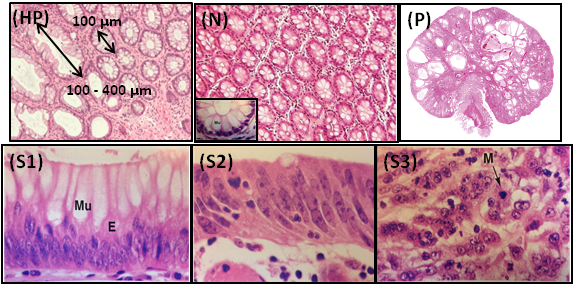 (HP)
100 μm
100 - 400 μm
(N)
(P)
(S1)
Mu
E
(S2)
(S3)
M